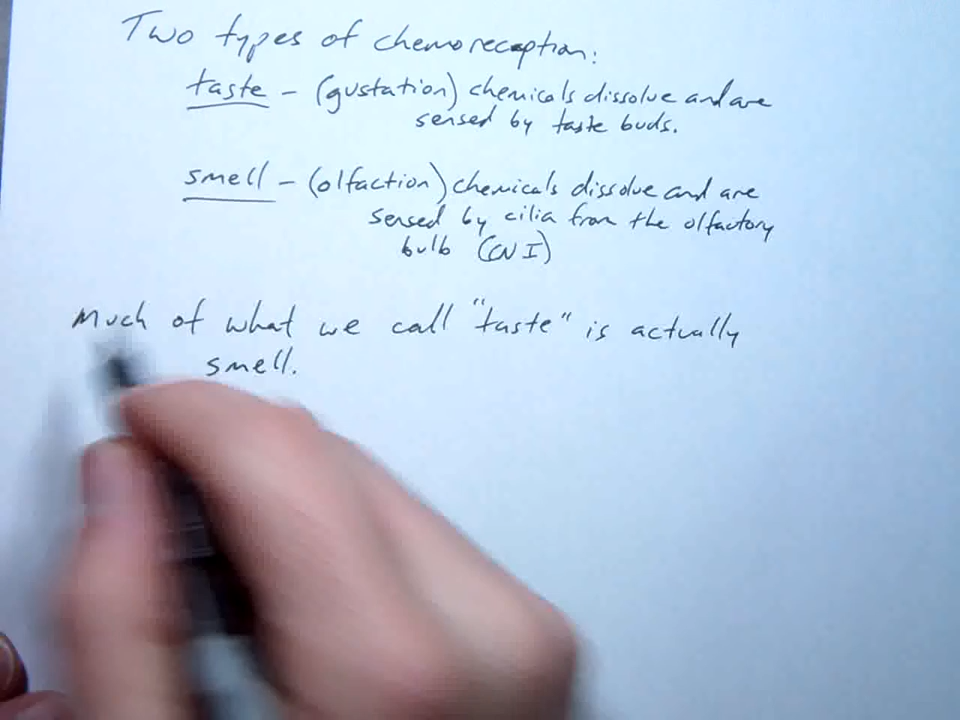 Two types of chemoreception:
taste - (gustation) chemicals dissolve and are
sensed by taste buds.
smell - (olfaction) chemicals dissolve and are
sensed by cilia from the olfactory
bulb (CN I)
Much of what we call "taste" is actually
smell.